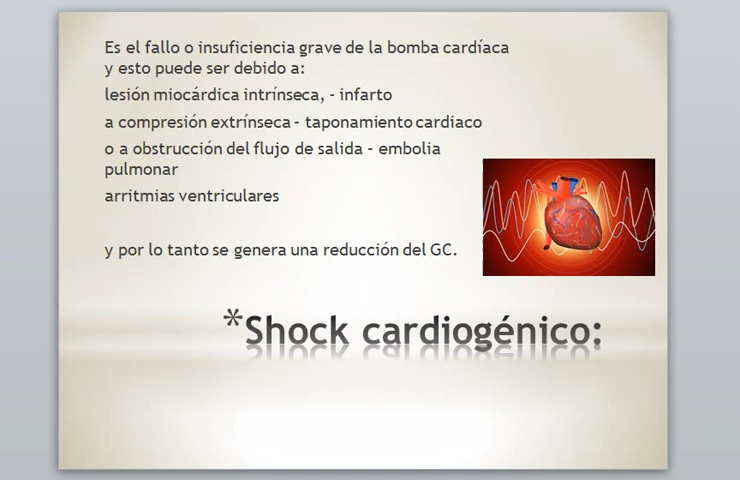 Es el fallo o insuficiencia grave de la bomba cardíaca
y esto puede ser debido a:
lesión miocárdica intrínseca, - infarto
a compresión extrínseca – taponamiento cardiaco
o a obstrucción del flujo de salida – embolia
pulmonar
arritmias ventriculares
y por lo tanto se genera una reducción del GC.
*Shock cardiogénico: